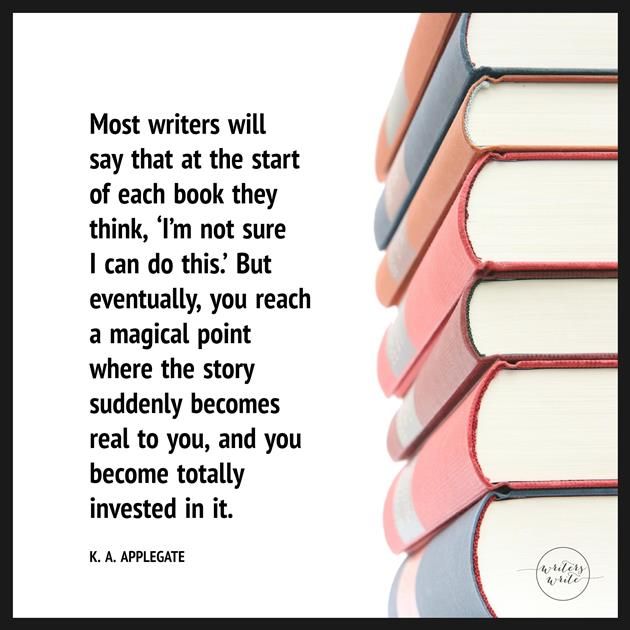 Most writers will
say that at the start
of each book they
think, ‘I’m not sure
I can do this.’ But
eventually, you reach
a magical point
where the story
suddenly becomes
real to you, and you
become totally
invested in it.
K. A. APPLEGATE
writers
write